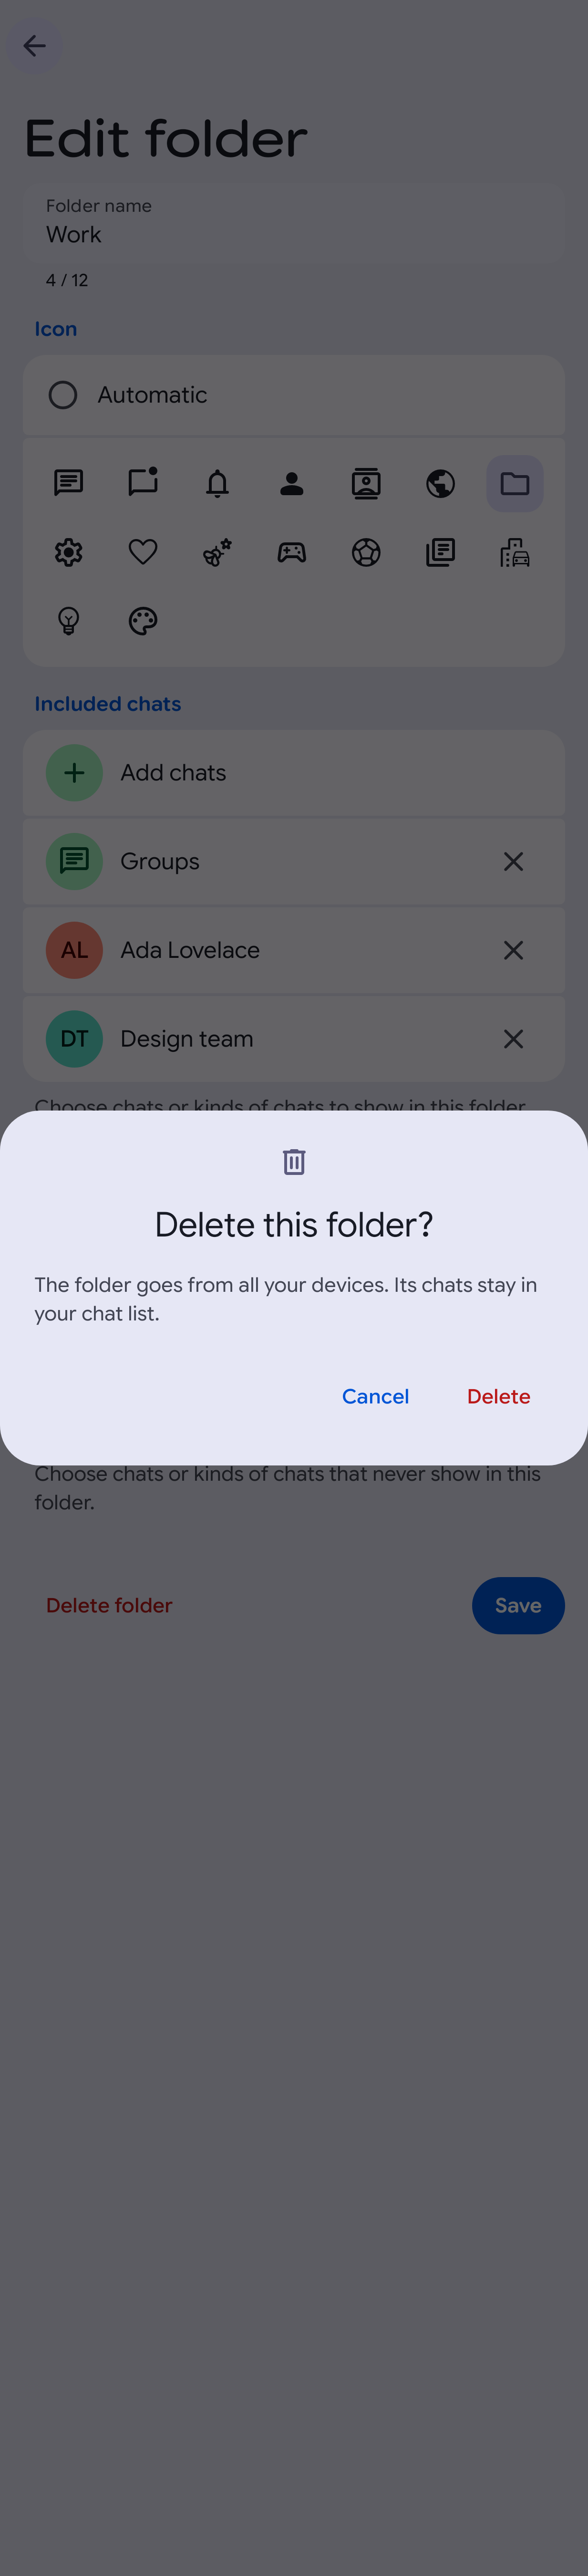 Edit folder
Folder name
Work
4 / 12
Icon
Automatic
Included chats
Add chats
Groups
AL
Ada Lovelace
DT
Design team
Choose chats or kinds of chats to show in this folder
Delete this folder?
The folder goes from all your devices. Its chats stay in
your chat list.
Cancel
Delete
Choose chats or kinds of chats that never show in this
folder.
Delete folder
Save